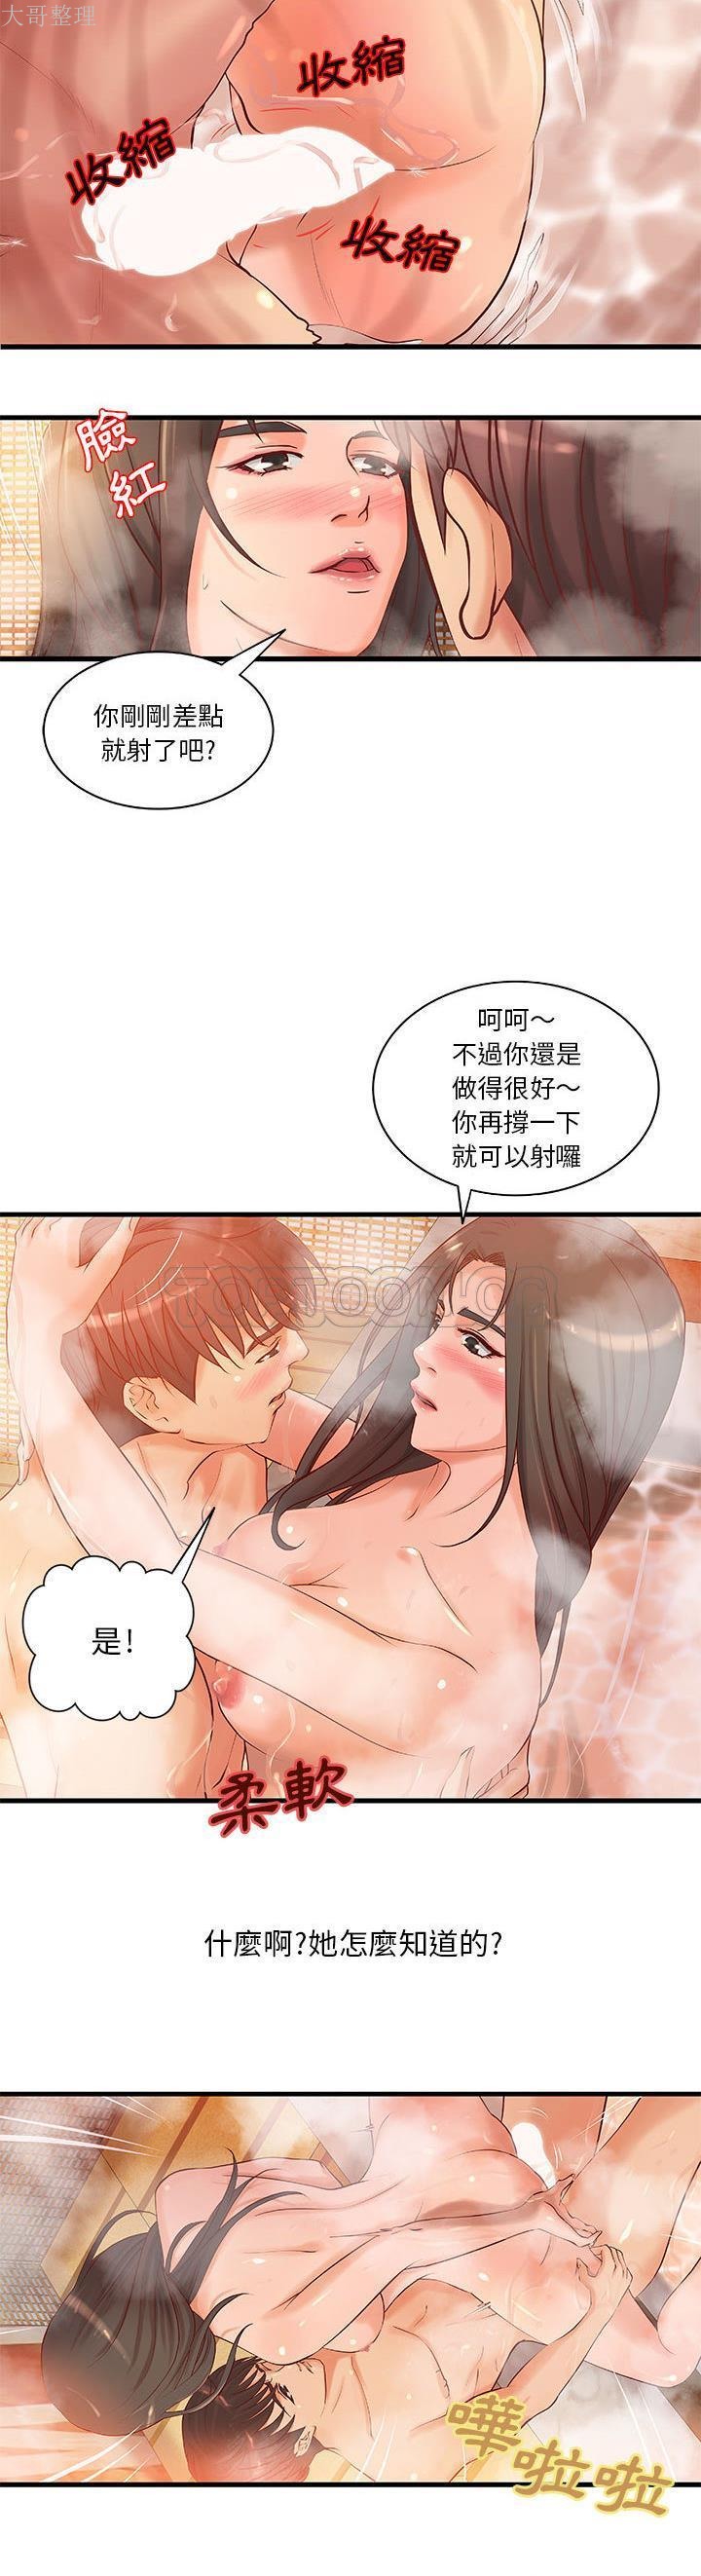 大哥整理
收縮
收縮
收縮
臉紅
你剛剛差點
就射了吧?
呵呵～
不過你還是
做得很好～
你再撐一下
就可以射囉
TOPTOON.CC
是!
柔軟
什麼啊?她怎麼知道的?
嘩啦啦